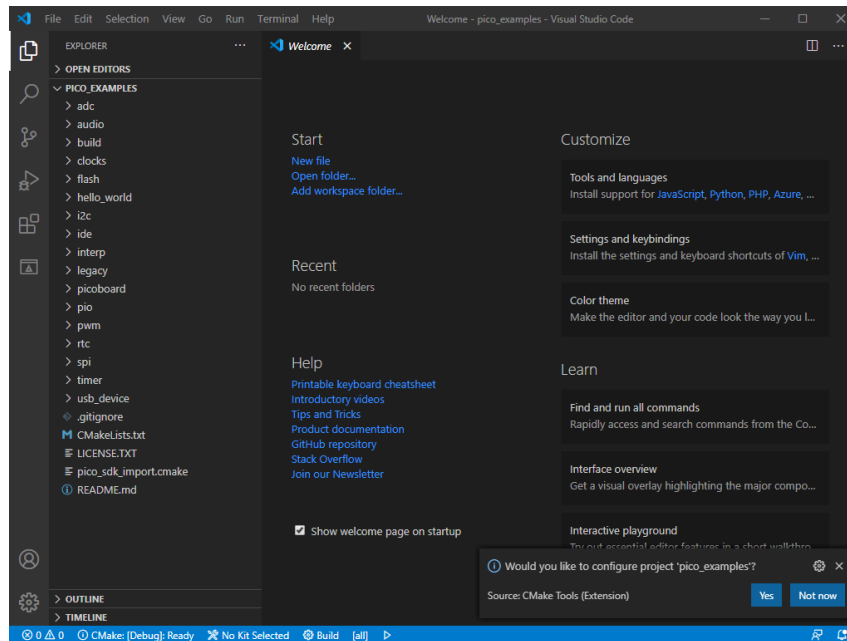 File Edit Selection View Go Run Terminal Help Welcome - pico_examples - Visual Studio Code
EXPLORER
OPEN EDITORS
PICO_EXAMPLES
adc
audio
build
clocks
flash
hello_world
i2c
ide
interp
legacy
picoboard
pio
pwm
rtc
spi
timer
usb_device
.gitignore
CMakeLists.txt
LICENSE.TXT
pico_sdk_import.cmake
README.md
OUTLINE
TIMELINE
Welcome
Start
New file
Open folder...
Add workspace folder...
Recent
No recent folders
Help
Printable keyboard cheatsheet
Introductory videos
Tips and Tricks
Product documentation
GitHub repository
Stack Overflow
Join our Newsletter
Show welcome page on startup
Customize
Tools and languages
Install support for JavaScript, Python, PHP, Azure, ...
Settings and keybindings
Install the settings and keyboard shortcuts of Vim, ...
Color theme
Make the editor and your code look the way you l...
Learn
Find and run all commands
Rapidly access and search commands from the Co...
Interface overview
Get a visual overlay highlighting the major compo...
Interactive playground
Try out essential editor features in a short walkthro...
Would you like to configure project 'pico_examples'?
Source: CMake Tools (Extension)
Yes Not now
0 0 CMake: [Debug]: Ready No Kit Selected Build [all]